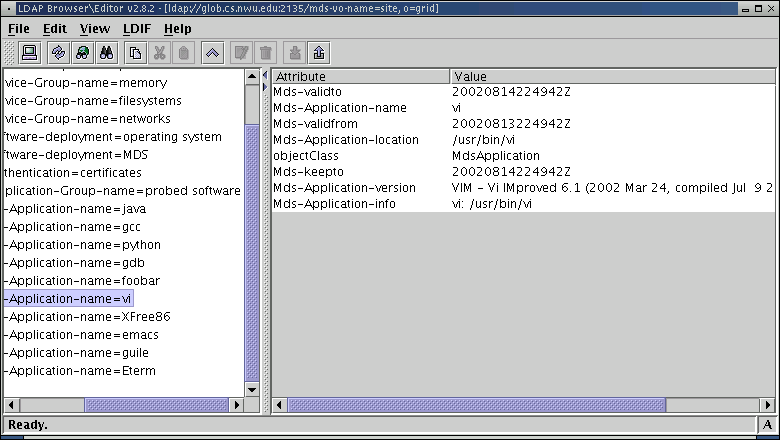 LDAP Browser\Editor v2.8.2 - [ldap://glob.cs.nwu.edu:2135/mds-vo-name=site, o=grid]
File Edit View LDIF Help
vice-Group-name=memory
vice-Group-name=filesystems
vice-Group-name=networks
ftware-deployment=operating system
ftware-deployment=MDS
thentication=certificates
plication-Group-name=probed software
-Application-name=java
-Application-name=gcc
-Application-name=python
-Application-name=gdb
-Application-name=foobar
-Application-name=vi
-Application-name=XFree86
-Application-name=emacs
-Application-name=guile
-Application-name=Eterm
Attribute Value
Mds-validto 20020814224942Z
Mds-Application-name vi
Mds-validfrom 20020813224942Z
Mds-Application-location /usr/bin/vi
objectClass MdsApplication
Mds-keepto 20020814224942Z
Mds-Application-version VIM - Vi IMproved 6.1 (2002 Mar 24, compiled Jul 9 2
Mds-Application-info vi: /usr/bin/vi
Ready. A